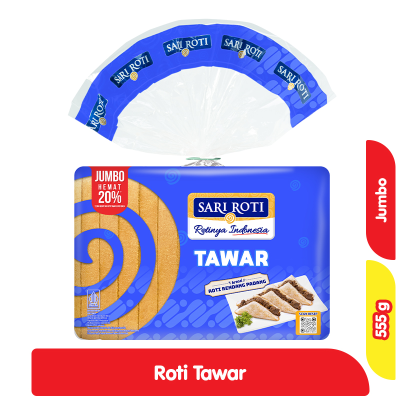 SARI ROTI
SARI ROTI
SARI ROTI
SARI ROTI
SARI ROTI
JUMBO
HEMAT
20%
SARI ROTI
Rotinya Indonesia
TAWAR
ROTI RENDANG PADANG
Jumbo
555 g
Roti Tawar